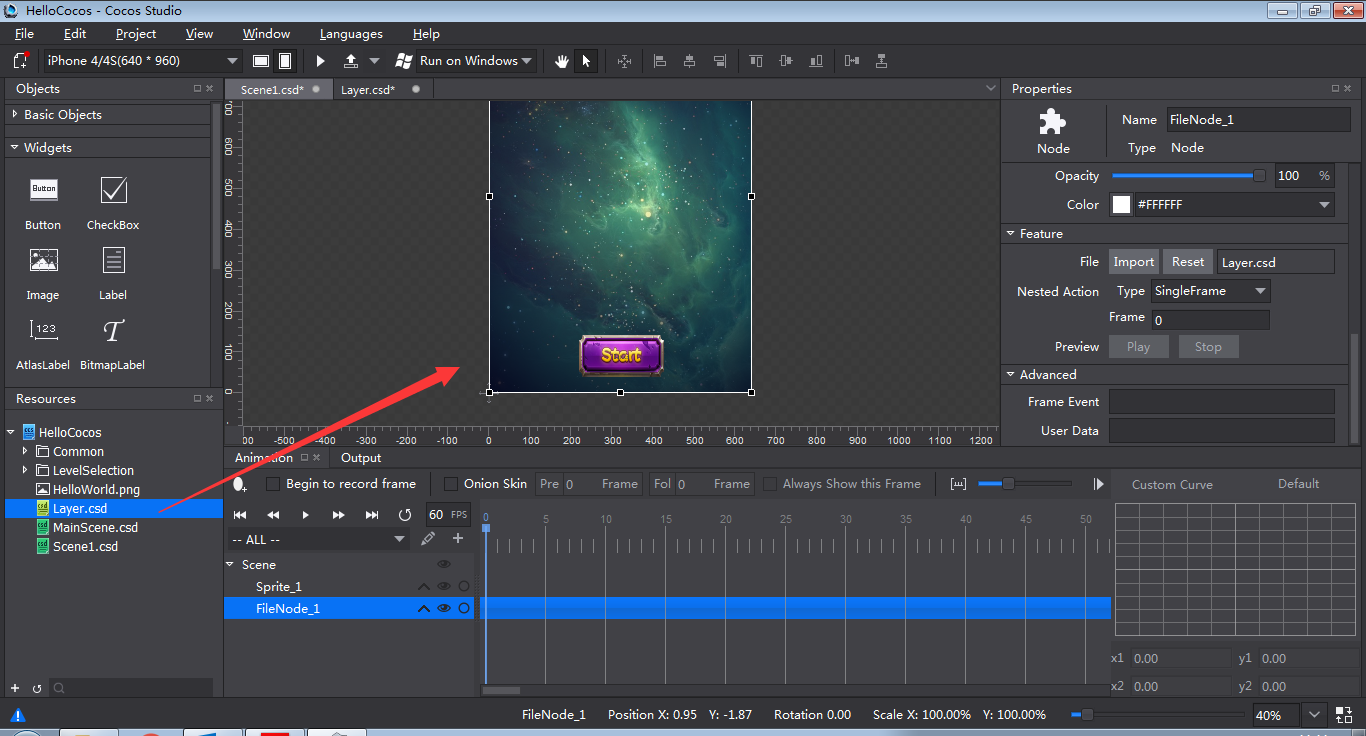 HelloCocos - Cocos Studio
File Edit Project View Window Languages Help
iPhone 4/4S(640 * 960) Run on Windows
Objects
Basic Objects
Widgets
Button
Button CheckBox
Image Label
123 T
AtlasLabel BitmapLabel
Scene1.csd* Layer.csd*
600
500
400
300
200
100
0
Start
-500 -400 -300 -200 -100 0 100 200 300 400 500 600 700 800 900 1000 1100 1200
Properties
Node
Name FileNode_1
Type Node
Opacity 100 %
Color #FFFFFF
Feature
File Import Reset Layer.csd
Nested Action Type SingleFrame
Frame 0
Preview Play Stop
Advanced
Frame Event
User Data
Resources
HelloCocos
Common
LevelSelection
HelloWorld.png
Layer.csd
MainScene.csd
Scene1.csd
Animation Output
Begin to record frame Onion Skin Pre 0 Frame Fol 0 Frame Always Show this Frame
60 FPS
-- ALL --
0 5 10 15 20 25 30 35 40 45 50
Scene
Sprite_1
FileNode_1
Custom Curve Default
x1 0.00 y1 0.00
x2 0.00 y2 0.00
FileNode_1 Position X: 0.95 Y: -1.87 Rotation 0.00 Scale X: 100.00% Y: 100.00% 40%